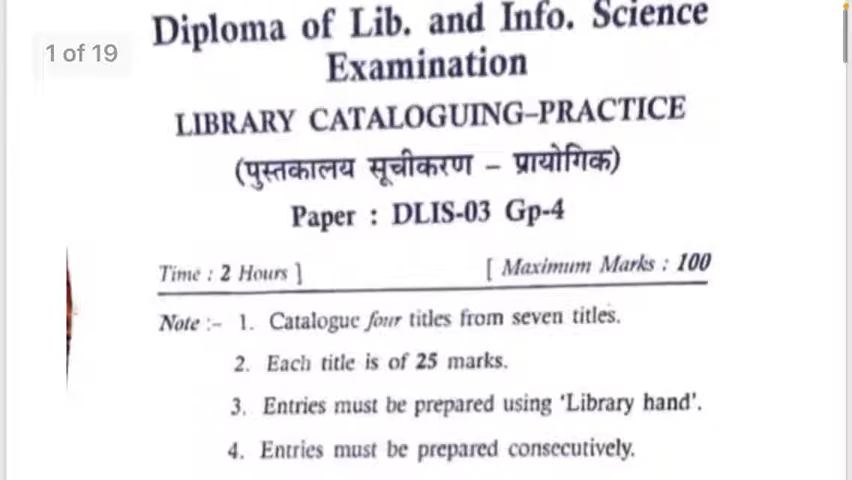 1 of 19
Diploma of Lib. and Info. Science
Examination
LIBRARY CATALOGUING–PRACTICE
(पुस्तकालय सूचीकरण – प्रायोगिक)
Paper : DLIS-03 Gp-4
Time : 2 Hours ] [ Maximum Marks : 100
Note :- 1. Catalogue four titles from seven titles.
2. Each title is of 25 marks.
3. Entries must be prepared using 'Library hand'.
4. Entries must be prepared consecutively.